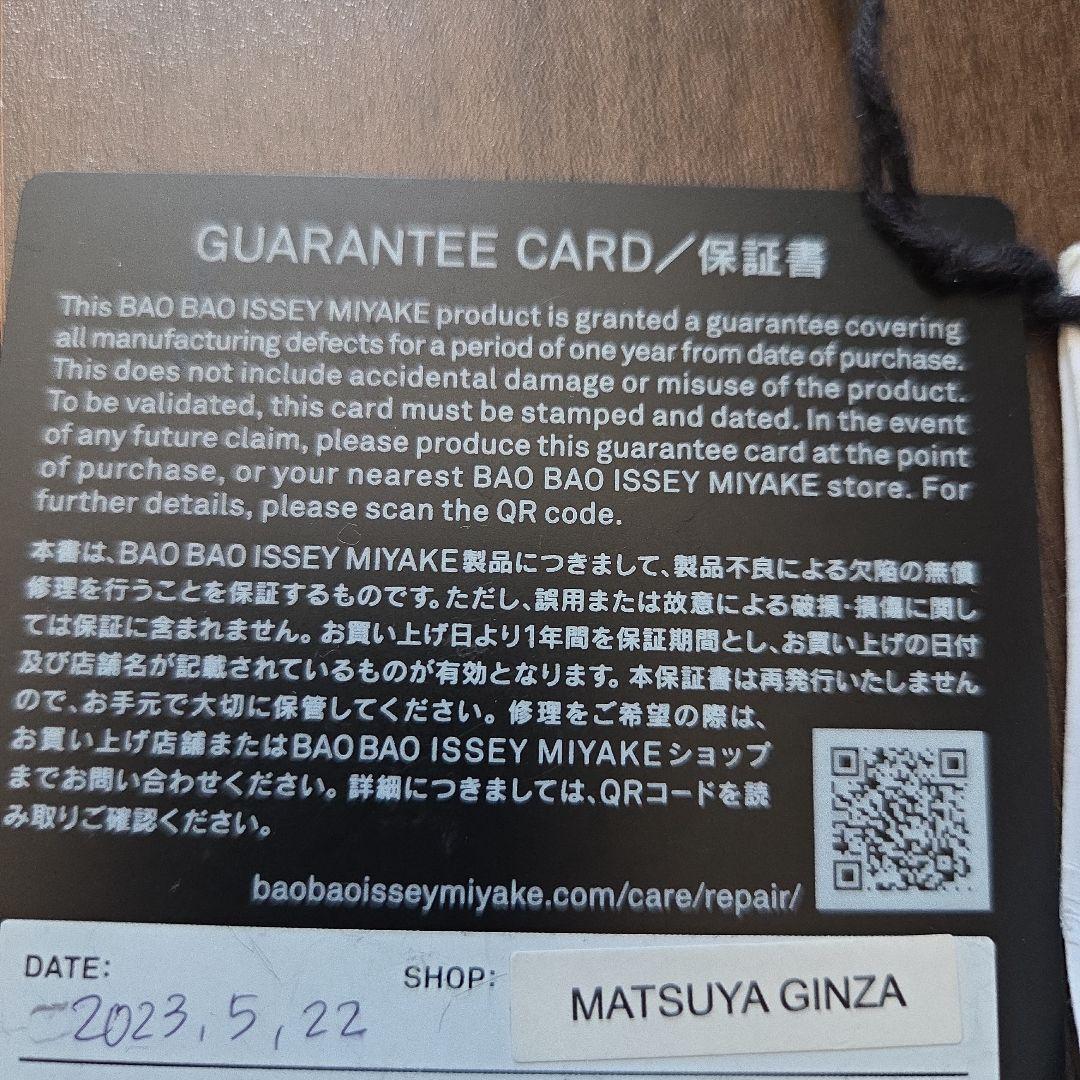 GUARANTEE CARD／保証書
This BAO BAO ISSEY MIYAKE product is granted a guarantee covering
all manufacturing defects for a period of one year from date of purchase.
This does not include accidental damage or misuse of the product.
To be validated, this card must be stamped and dated. In the event
of any future claim, please produce this guarantee card at the point
of purchase, or your nearest BAO BAO ISSEY MIYAKE store. For
further details, please scan the QR code.
本書は、BAO BAO ISSEY MIYAKE製品につきまして、製品不良による欠陥の無償
修理を行うことを保証するものです。ただし、誤用または故意による破損・損傷に関し
ては保証に含まれません。お買い上げ日より1年間を保証期間とし、お買い上げの日付
及び店舗名が記載されているものが有効となります。本保証書は再発行いたしません
ので、お手元で大切に保管してください。修理をご希望の際は、
お買い上げ店舗またはBAO BAO ISSEY MIYAKEショップ
までお問い合わせください。詳細につきましては、QRコードを読
み取りご確認ください。
baobaoisseymiyake.com/care/repair/
DATE: SHOP: MATSUYA GINZA
2023, 5, 22